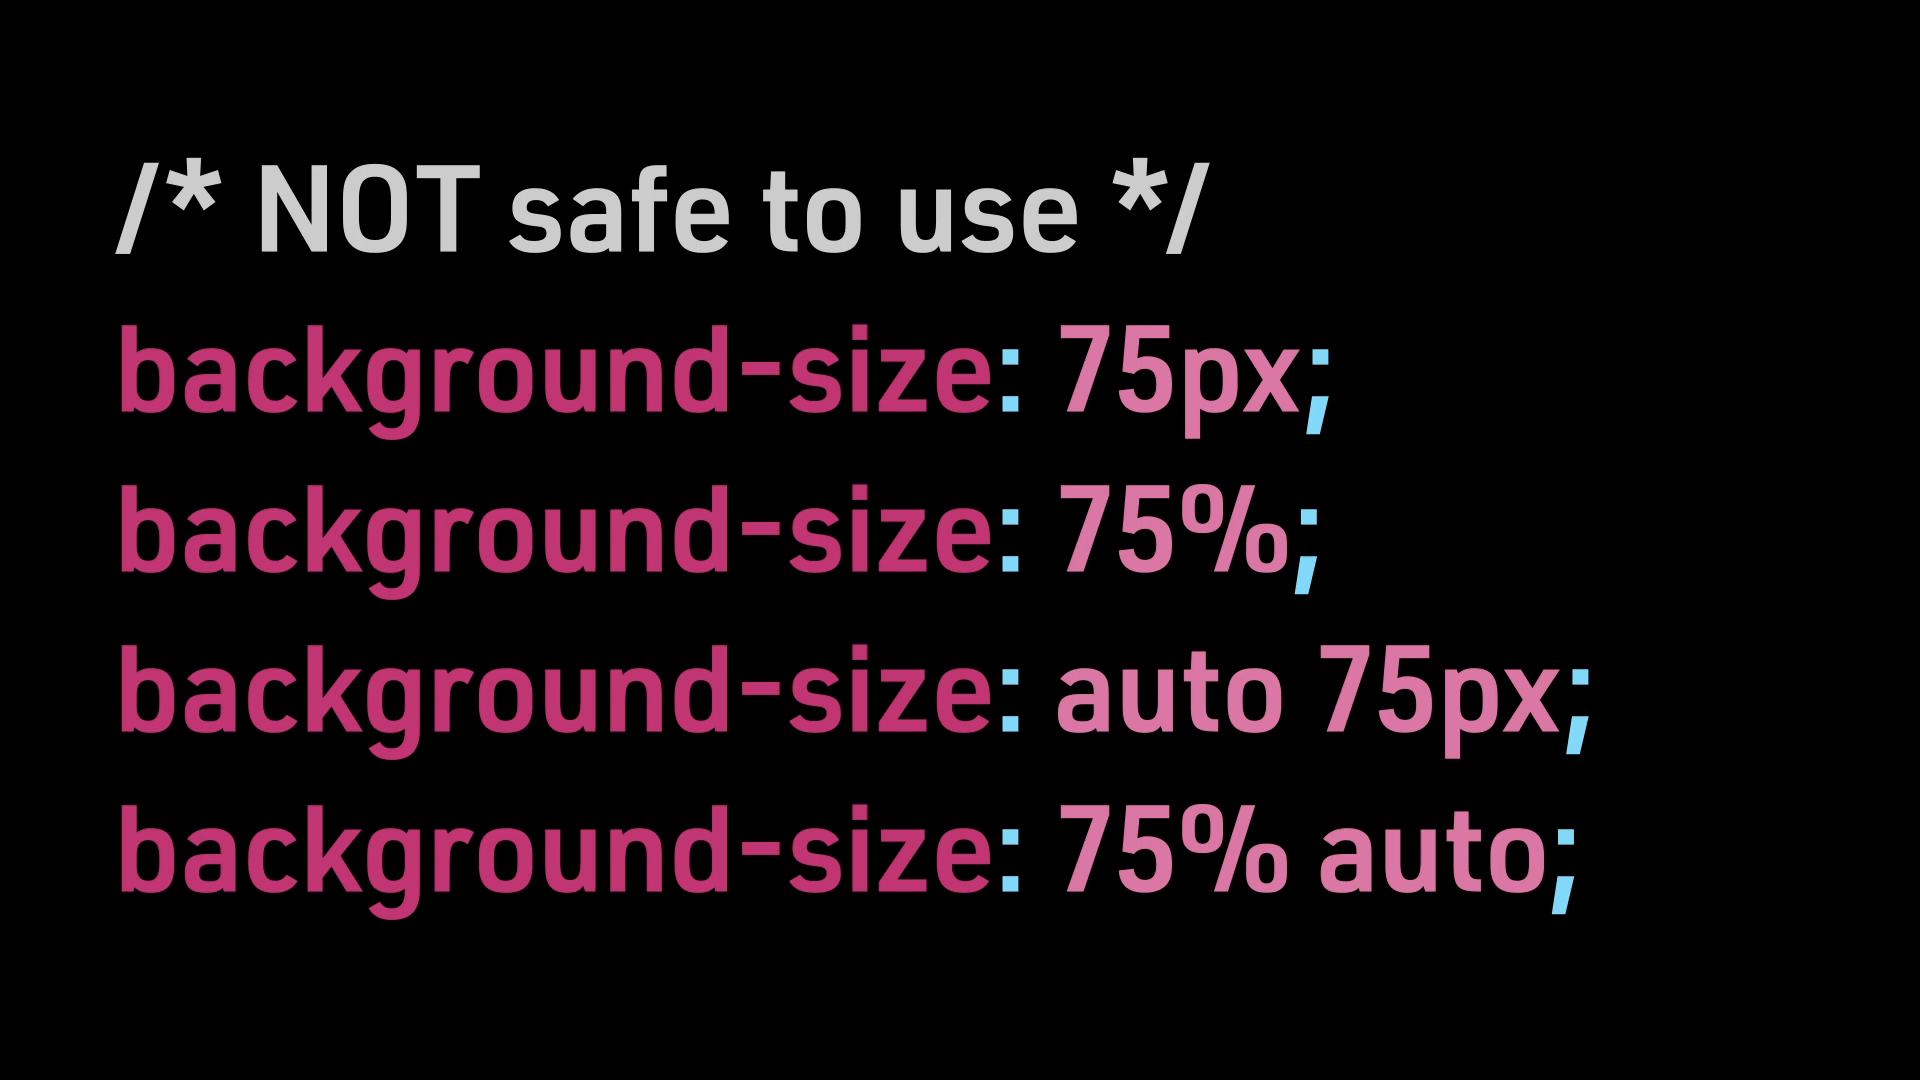 /* NOT safe to use */
background-size: 75px;
background-size: 75%;
background-size: auto 75px;
background-size: 75% auto;